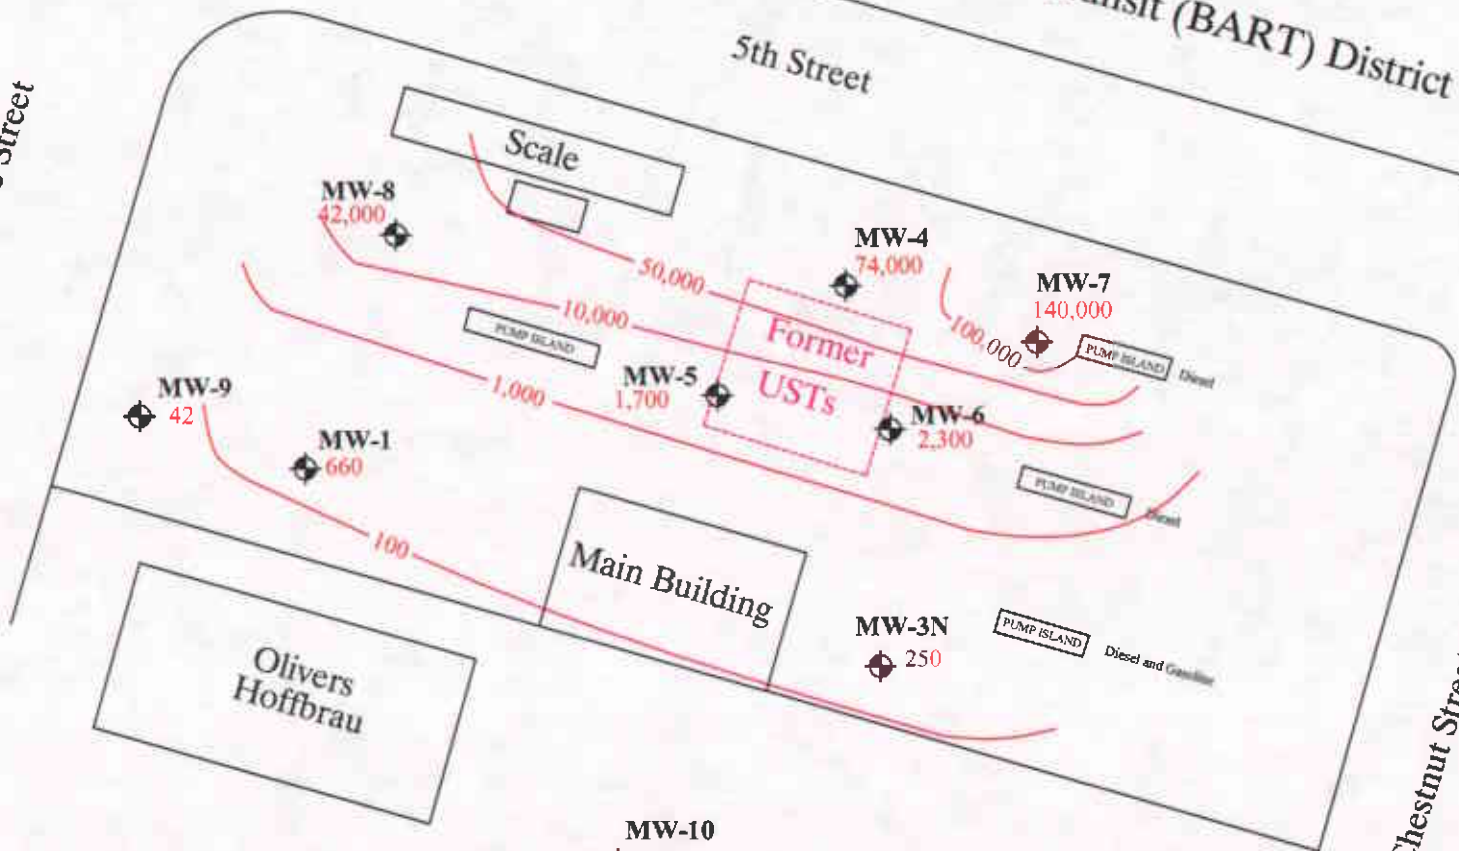 (BART) District
5th Street
Street
Scale
MW-8
42,000
MW-4
74,000
MW-7
140,000
50,000
100,000
10,000
PUMP ISLAND
Diesel
Former
USTs
PUMP ISLAND
MW-5
1,700
1,000
MW-9
42
MW-6
2,300
MW-1
660
PUMP ISLAND
Diesel
100
Main Building
MW-3N
250
PUMP ISLAND
Diesel and Gasoline
Olivers
Hoffbrau
Chestnut Street
MW-10